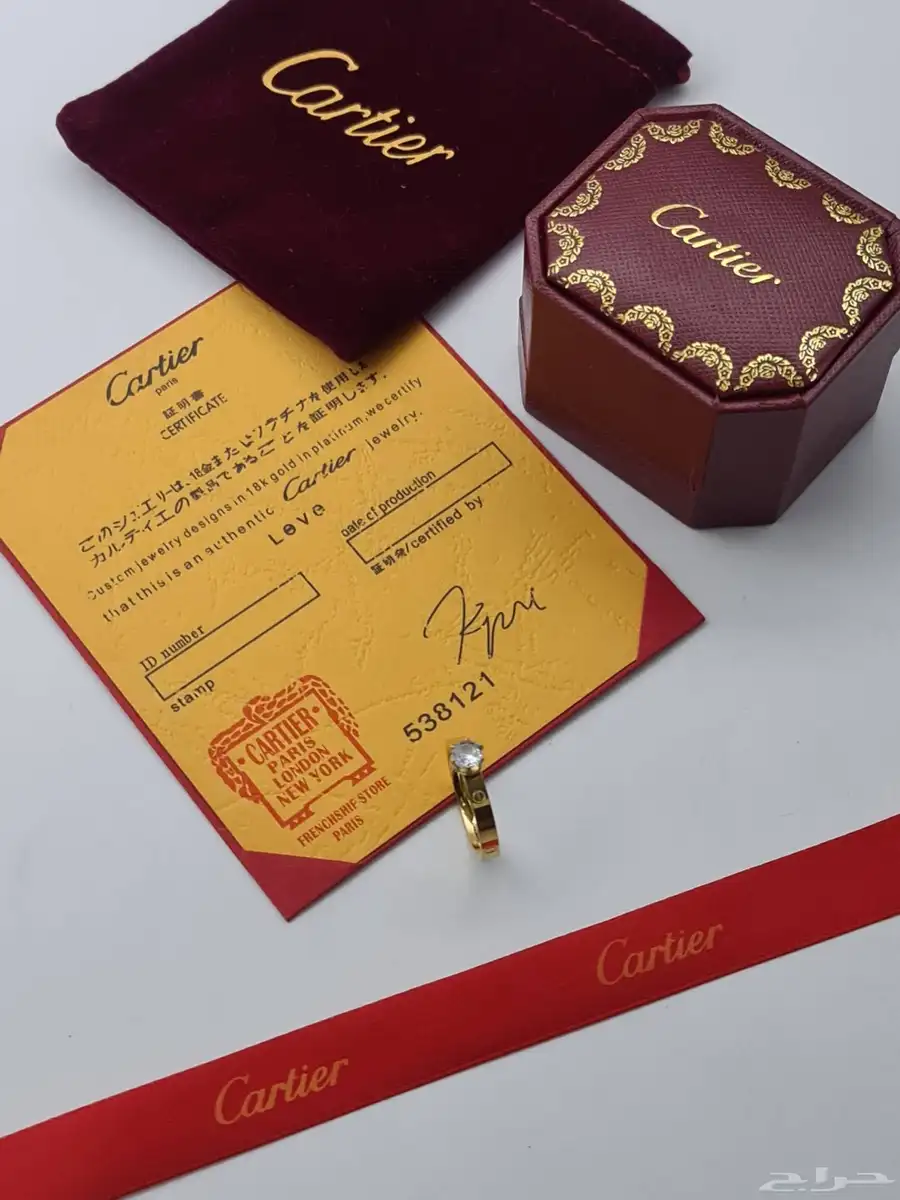 Cartier
Cartier
Cartier
paris
証明書
CERTIFICATE
このジュエリーは、18金またはプラチナを使用し
カルティエの製品であることを証明します.
Custom jewelry designs in 18k gold in platinum, we certify
that this is an authentic Cartier jewelry.
Love
Date of production
証明発/certified by
ID number
stamp
538121
CARTIER
PARIS
LONDON
NEW YORK
FRENCHSHIP STORE
PARIS
Cartier
Cartier
حراج